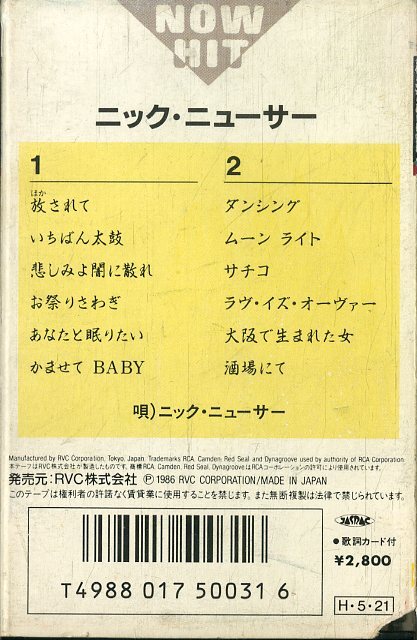 NOW
HIT
ニック・ニューサー
1
放されて
いちばん太鼓
悲しみよ闇に散れ
お祭りさわぎ
あなたと眠りたい
かませて BABY
2
ダンシング
ムーン ライト
サチコ
ラヴ・イズ・オーヴァー
大阪で生まれた女
酒場にて
唄)ニック・ニューサー
Manufactured by RVC Corporation, Tokyo, Japan. Trademarks RCA, Camden, Red Seal, and Dynagroove used by authority of RCA Corporation.
本テープはRVC株式会社が製造したものです。商標RCA, Camden, Red Seal, DynagrooveはRCAコーポレーションの許可により使用されています。
発売元:RVC株式会社 Ⓟ1986 RVC CORPORATION/MADE IN JAPAN
このテープは権利者の許諾なく賃貸業に使用することを禁じます。また無断複製は法律で禁じられています。
JASRAC
●歌詞カード付
¥2,800
T4988 017 50031 6
H・5・21